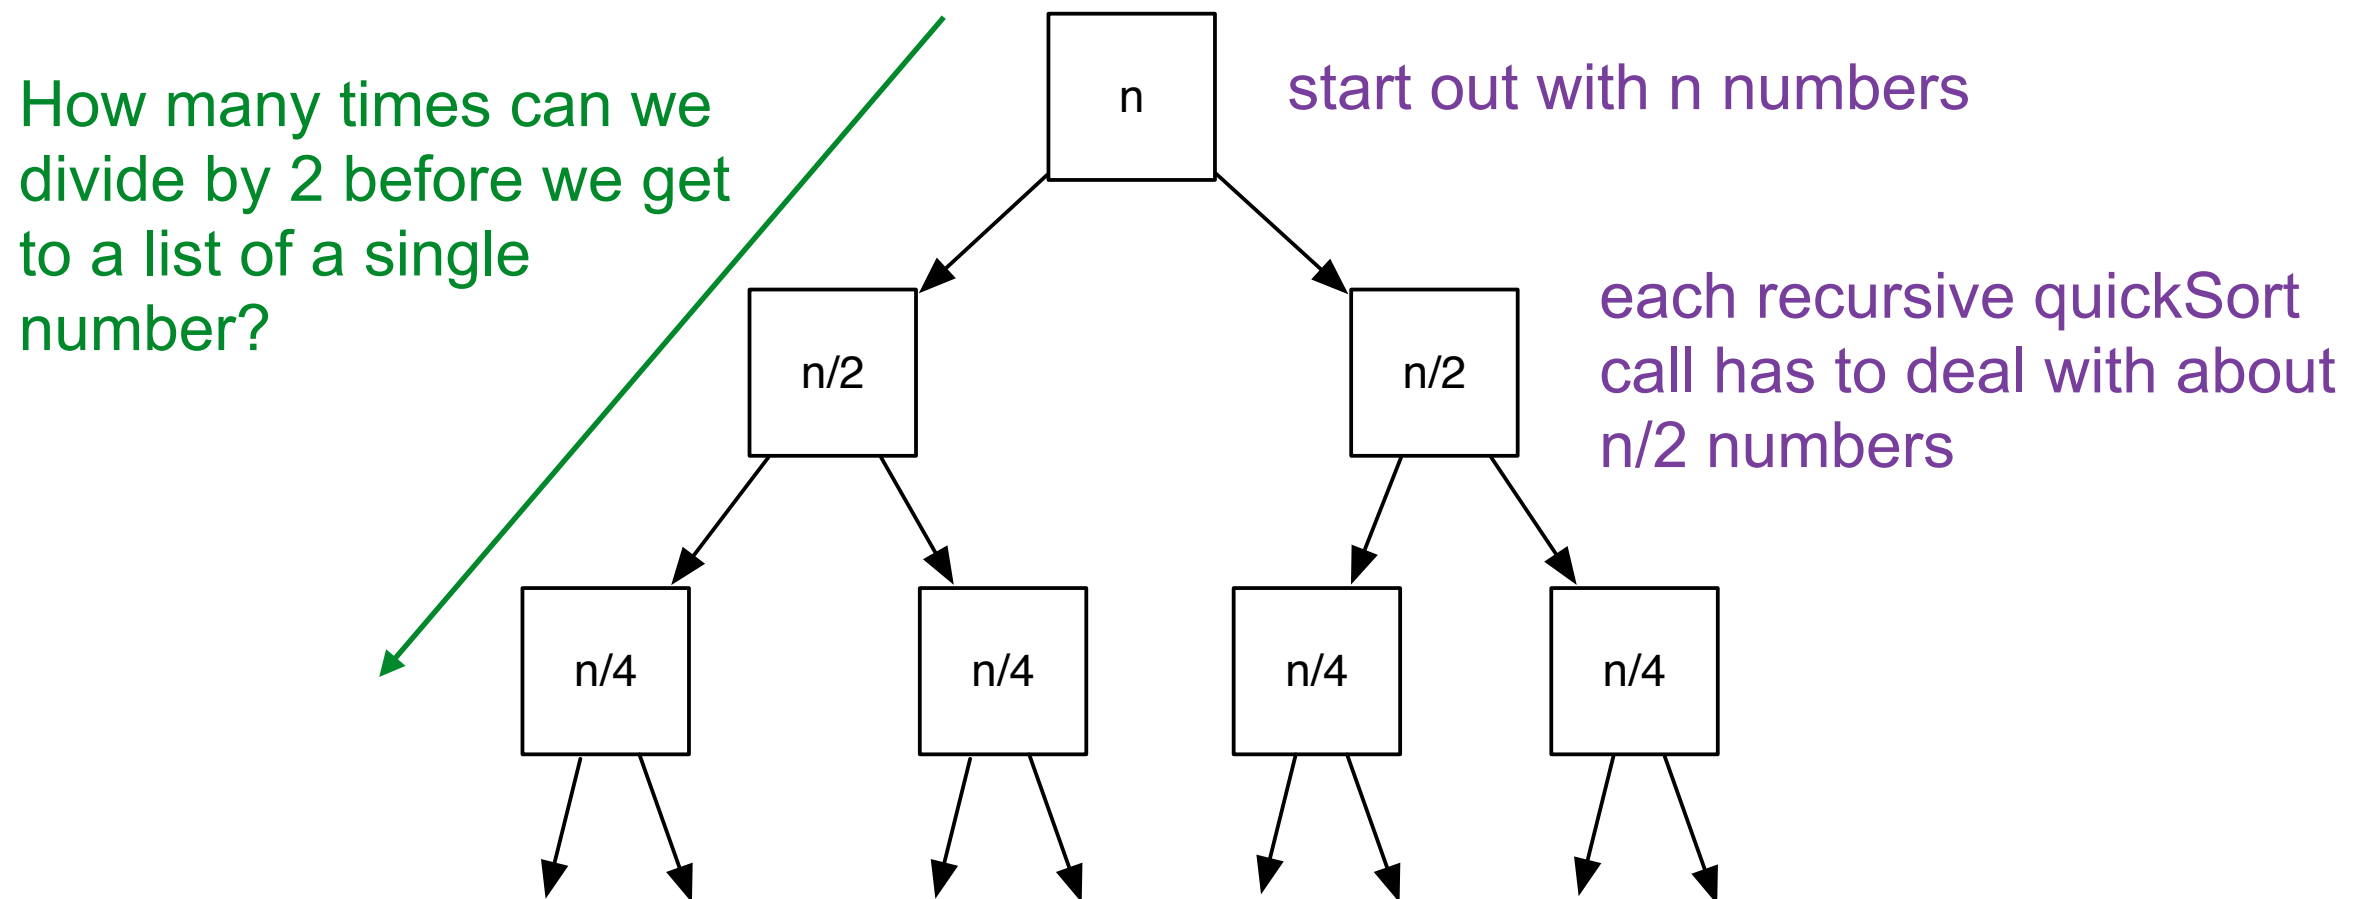 How many times can we
divide by 2 before we get
to a list of a single
number?
n
start out with n numbers
n/2
n/2
each recursive quickSort
call has to deal with about
n/2 numbers
n/4
n/4
n/4
n/4